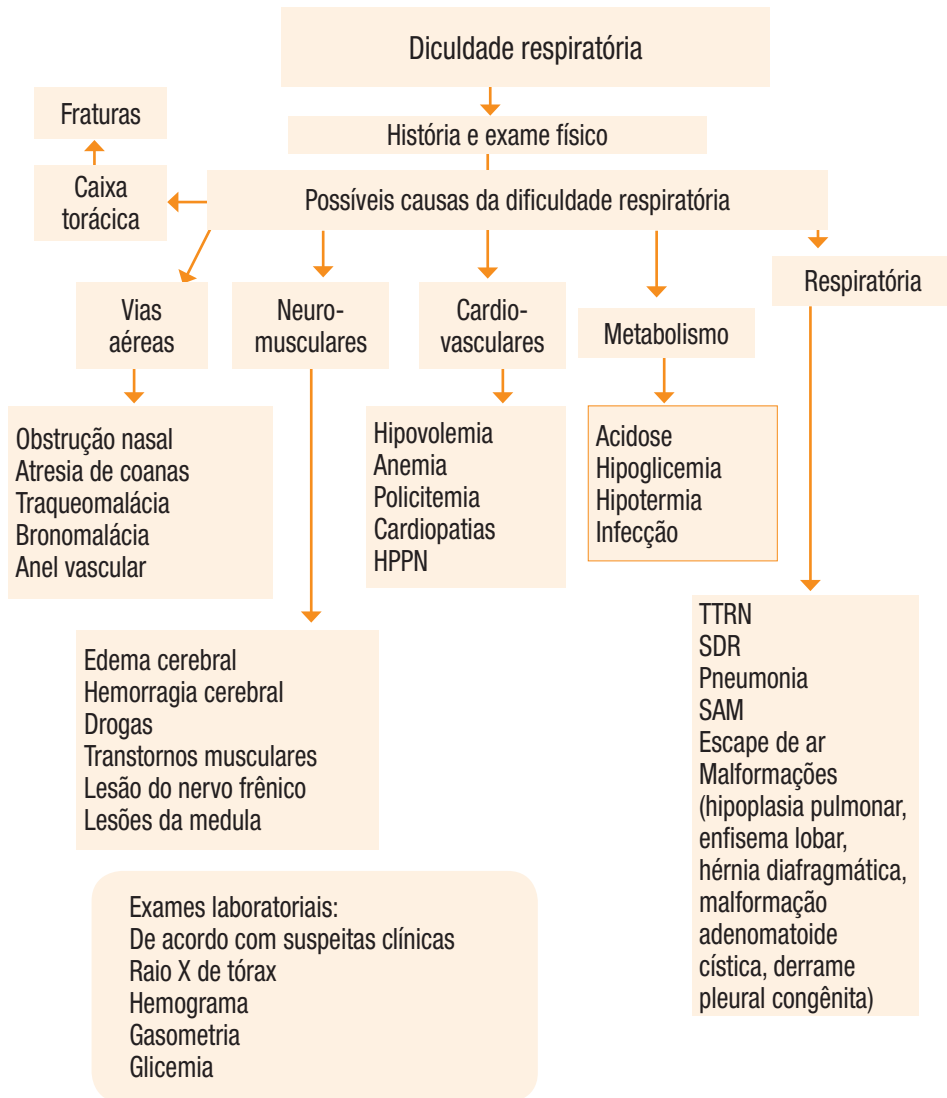 Diculdade respiratória
História e exame físico
Possíveis causas da dificuldade respiratória
Fraturas
Caixa
torácica
Vias
aéreas
Neuro-
musculares
Cardio-
vasculares
Metabolismo
Respiratória
Obstrução nasal
Atresia de coanas
Traqueomalácia
Bronomalácia
Anel vascular
Hipovolemia
Anemia
Policitemia
Cardiopatias
HPPN
Acidose
Hipoglicemia
Hipotermia
Infecção
Edema cerebral
Hemorragia cerebral
Drogas
Transtornos musculares
Lesão do nervo frênico
Lesões da medula
TTRN
SDR
Pneumonia
SAM
Escape de ar
Malformações
(hipoplasia pulmonar,
enfisema lobar,
hérnia diafragmática,
malformação
adenomatoide
cística, derrame
pleural congênita)
Exames laboratoriais:
De acordo com suspeitas clínicas
Raio X de tórax
Hemograma
Gasometria
Glicemia